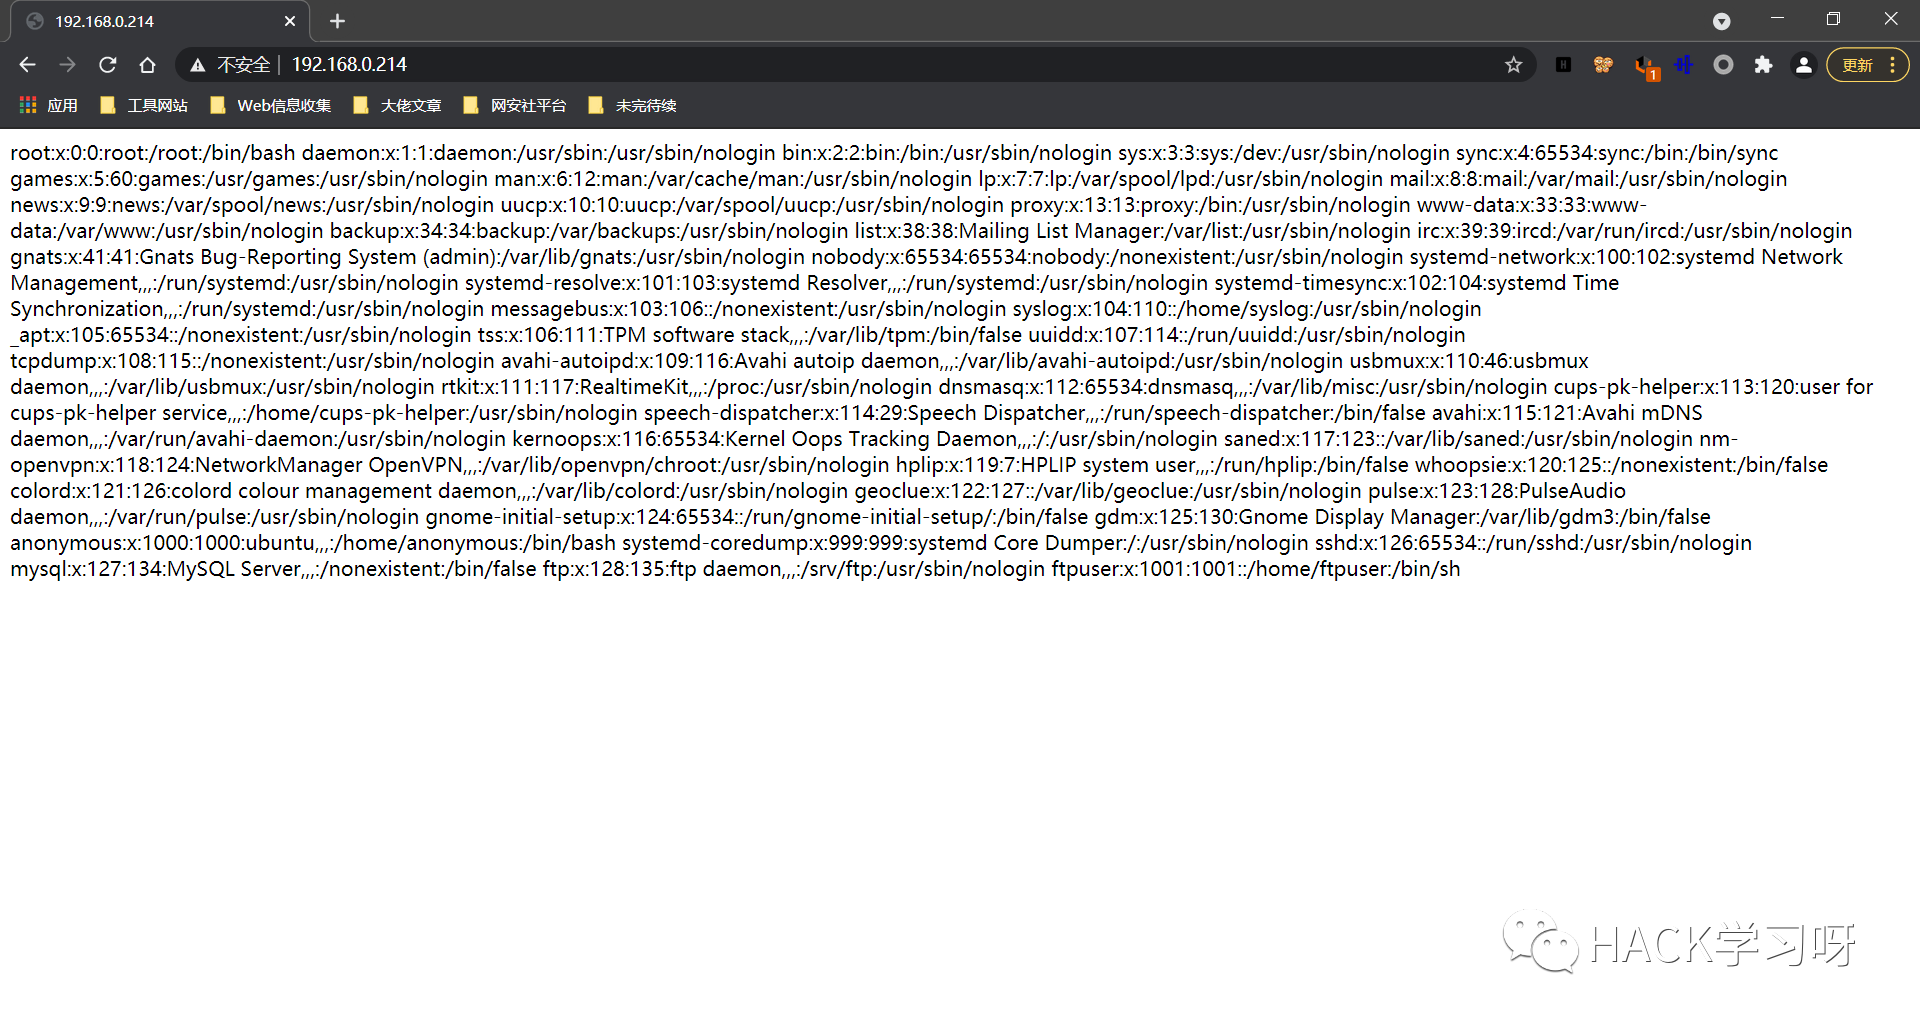 192.168.0.214
不安全 | 192.168.0.214
1
更新
应用 工具网站 Web信息收集 大佬文章 网安社平台 未完待续
root:x:0:0:root:/root:/bin/bash daemon:x:1:1:daemon:/usr/sbin:/usr/sbin/nologin bin:x:2:2:bin:/bin:/usr/sbin/nologin sys:x:3:3:sys:/dev:/usr/sbin/nologin sync:x:4:65534:sync:/bin:/bin/sync
games:x:5:60:games:/usr/games:/usr/sbin/nologin man:x:6:12:man:/var/cache/man:/usr/sbin/nologin lp:x:7:7:lp:/var/spool/lpd:/usr/sbin/nologin mail:x:8:8:mail:/var/mail:/usr/sbin/nologin
news:x:9:9:news:/var/spool/news:/usr/sbin/nologin uucp:x:10:10:uucp:/var/spool/uucp:/usr/sbin/nologin proxy:x:13:13:proxy:/bin:/usr/sbin/nologin www-data:x:33:33:www-
data:/var/www:/usr/sbin/nologin backup:x:34:34:backup:/var/backups:/usr/sbin/nologin list:x:38:38:Mailing List Manager:/var/list:/usr/sbin/nologin irc:x:39:39:ircd:/var/run/ircd:/usr/sbin/nologin
gnats:x:41:41:Gnats Bug-Reporting System (admin):/var/lib/gnats:/usr/sbin/nologin nobody:x:65534:65534:nobody:/nonexistent:/usr/sbin/nologin systemd-network:x:100:102:systemd Network
Management,,,:/run/systemd:/usr/sbin/nologin systemd-resolve:x:101:103:systemd Resolver,,,:/run/systemd:/usr/sbin/nologin systemd-timesync:x:102:104:systemd Time
Synchronization,,,:/run/systemd:/usr/sbin/nologin messagebus:x:103:106::/nonexistent:/usr/sbin/nologin syslog:x:104:110::/home/syslog:/usr/sbin/nologin
_apt:x:105:65534::/nonexistent:/usr/sbin/nologin tss:x:106:111:TPM software stack,,,:/var/lib/tpm:/bin/false uuidd:x:107:114::/run/uuidd:/usr/sbin/nologin
tcpdump:x:108:115::/nonexistent:/usr/sbin/nologin avahi-autoipd:x:109:116:Avahi autoip daemon,,,:/var/lib/avahi-autoipd:/usr/sbin/nologin usbmux:x:110:46:usbmux
daemon,,,:/var/lib/usbmux:/usr/sbin/nologin rtkit:x:111:117:RealtimeKit,,,:/proc:/usr/sbin/nologin dnsmasq:x:112:65534:dnsmasq,,,:/var/lib/misc:/usr/sbin/nologin cups-pk-helper:x:113:120:user for
cups-pk-helper service,,,:/home/cups-pk-helper:/usr/sbin/nologin speech-dispatcher:x:114:29:Speech Dispatcher,,,:/run/speech-dispatcher:/bin/false avahi:x:115:121:Avahi mDNS
daemon,,,:/var/run/avahi-daemon:/usr/sbin/nologin kernoops:x:116:65534:Kernel Oops Tracking Daemon,,,:/:/usr/sbin/nologin saned:x:117:123::/var/lib/saned:/usr/sbin/nologin nm-
openvpn:x:118:124:NetworkManager OpenVPN,,,:/var/lib/openvpn/chroot:/usr/sbin/nologin hplip:x:119:7:HPLIP system user,,,:/run/hplip:/bin/false whoopsie:x:120:125::/nonexistent:/bin/false
colord:x:121:126:colord colour management daemon,,,:/var/lib/colord:/usr/sbin/nologin geoclue:x:122:127::/var/lib/geoclue:/usr/sbin/nologin pulse:x:123:128:PulseAudio
daemon,,,:/var/run/pulse:/usr/sbin/nologin gnome-initial-setup:x:124:65534::/run/gnome-initial-setup/:/bin/false gdm:x:125:130:Gnome Display Manager:/var/lib/gdm3:/bin/false
anonymous:x:1000:1000:ubuntu,,,:/home/anonymous:/bin/bash systemd-coredump:x:999:999:systemd Core Dumper:/:/usr/sbin/nologin sshd:x:126:65534::/run/sshd:/usr/sbin/nologin
mysql:x:127:134:MySQL Server,,,:/nonexistent:/bin/false ftp:x:128:135:ftp daemon,,,:/srv/ftp:/usr/sbin/nologin ftpuser:x:1001:1001::/home/ftpuser:/bin/sh
HACK学习呀